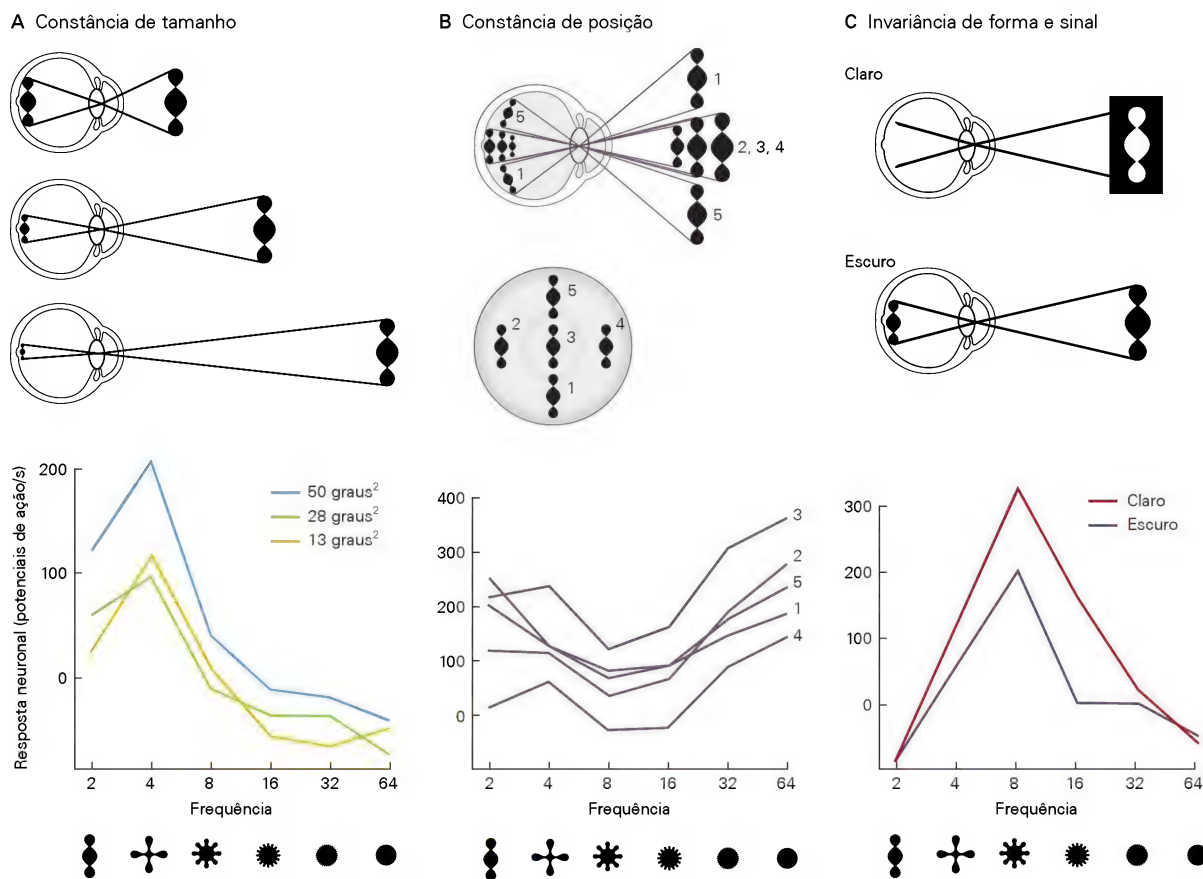 A Constância de tamanho
B Constância de posição
C Invariância de forma e sinal
1
5
2, 3, 4
1
5
5
2
3
4
1
Claro
Escuro
Resposta neuronal (potenciais de ação/s)
200
100
0
50 graus²
28 graus²
13 graus²
2 4 8 16 32 64
Frequência
400
300
200
100
0
3
2
5
1
4
2 4 8 16 32 64
Frequência
300
200
100
0
Claro
Escuro
2 4 8 16 32 64
Frequência